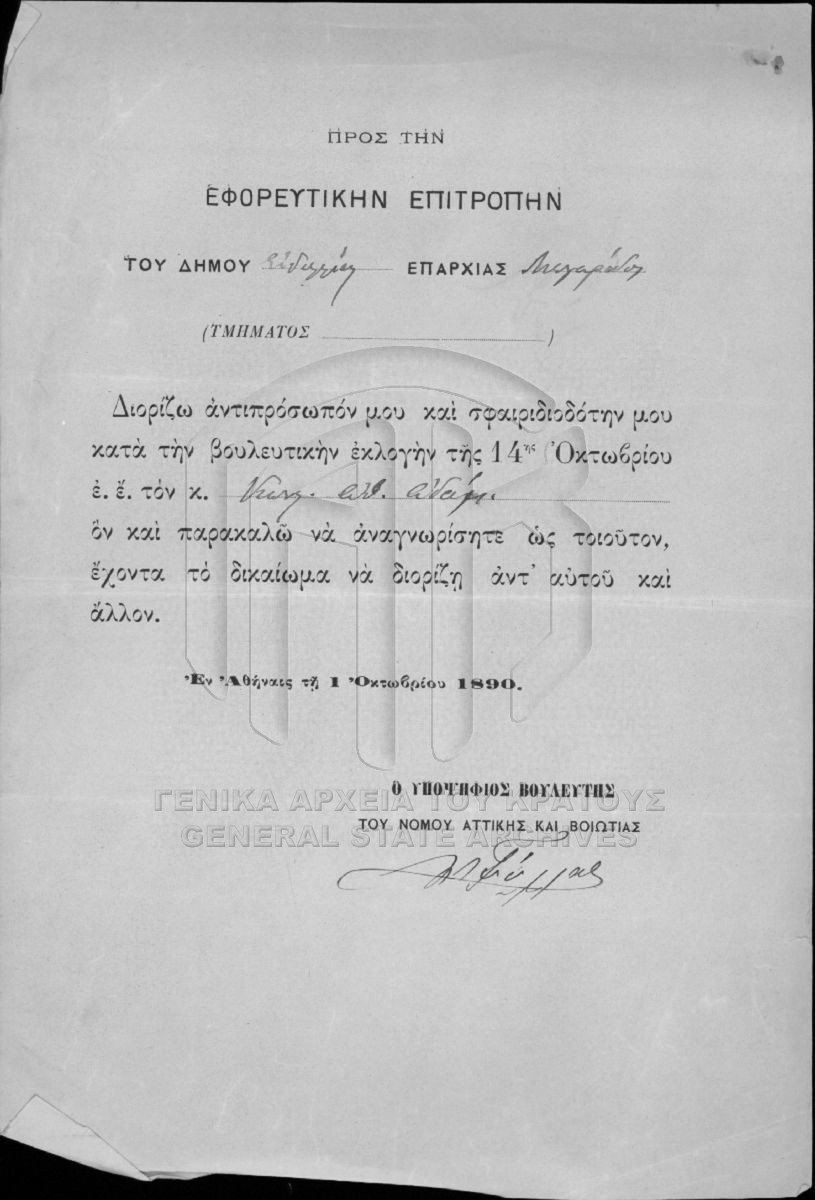 ΠΡΟΣ ΤΗΝ
ΕΦΟΡΕΥΤΙΚΗΝ ΕΠΙΤΡΟΠΗΝ
ΤΟΥ ΔΗΜΟΥ ΕΠΑΡΧΙΑΣ Μεγαρίδος
(ΤΜΗΜΑΤΟΣ )
Διορίζω ἀντιπρόσωπόν μου καὶ σφαιριδιοδότην μου
κατὰ τὴν βουλευτικὴν ἐκλογὴν τῆς 14ης Ὀκτωβρίου
ἐ. ἔ. τὸν κ.
ὃν καὶ παρακαλῶ νὰ ἀναγνωρίσητε ὡς τοιοῦτον,
ἔχοντα τὸ δικαίωμα νὰ διορίζῃ ἀντ' αὐτοῦ καὶ
ἄλλον.
Ἐν Ἀθήναις τῇ 1 Ὀκτωβρίου 1890.
Ο ΥΠΟΨΗΦΙΟΣ ΒΟΥΛΕΥΤΗΣ
ΓΕΝΙΚΑ ΑΡΧΕΙΑ ΤΟΥ ΚΡΑΤΟΥΣ
ΤΟΥ ΝΟΜΟΥ ΑΤΤΙΚΗΣ ΚΑΙ ΒΟΙΩΤΙΑΣ
GENERAL STATE ARCHIVES